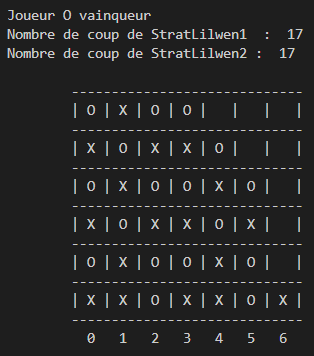 Joueur O vainqueur
Nombre de coup de StratLilwen1  :  17
Nombre de coup de StratLilwen2 :  17
-----------------------------
| O | X | O | O |   |   |   |
-----------------------------
| X | O | X | X | O |   |   |
-----------------------------
| O | X | O | O | X | O |   |
-----------------------------
| X | O | X | X | O | X |   |
-----------------------------
| O | X | O | O | X | O |   |
-----------------------------
| X | X | O | X | X | O | X |
-----------------------------
  0   1   2   3   4   5   6